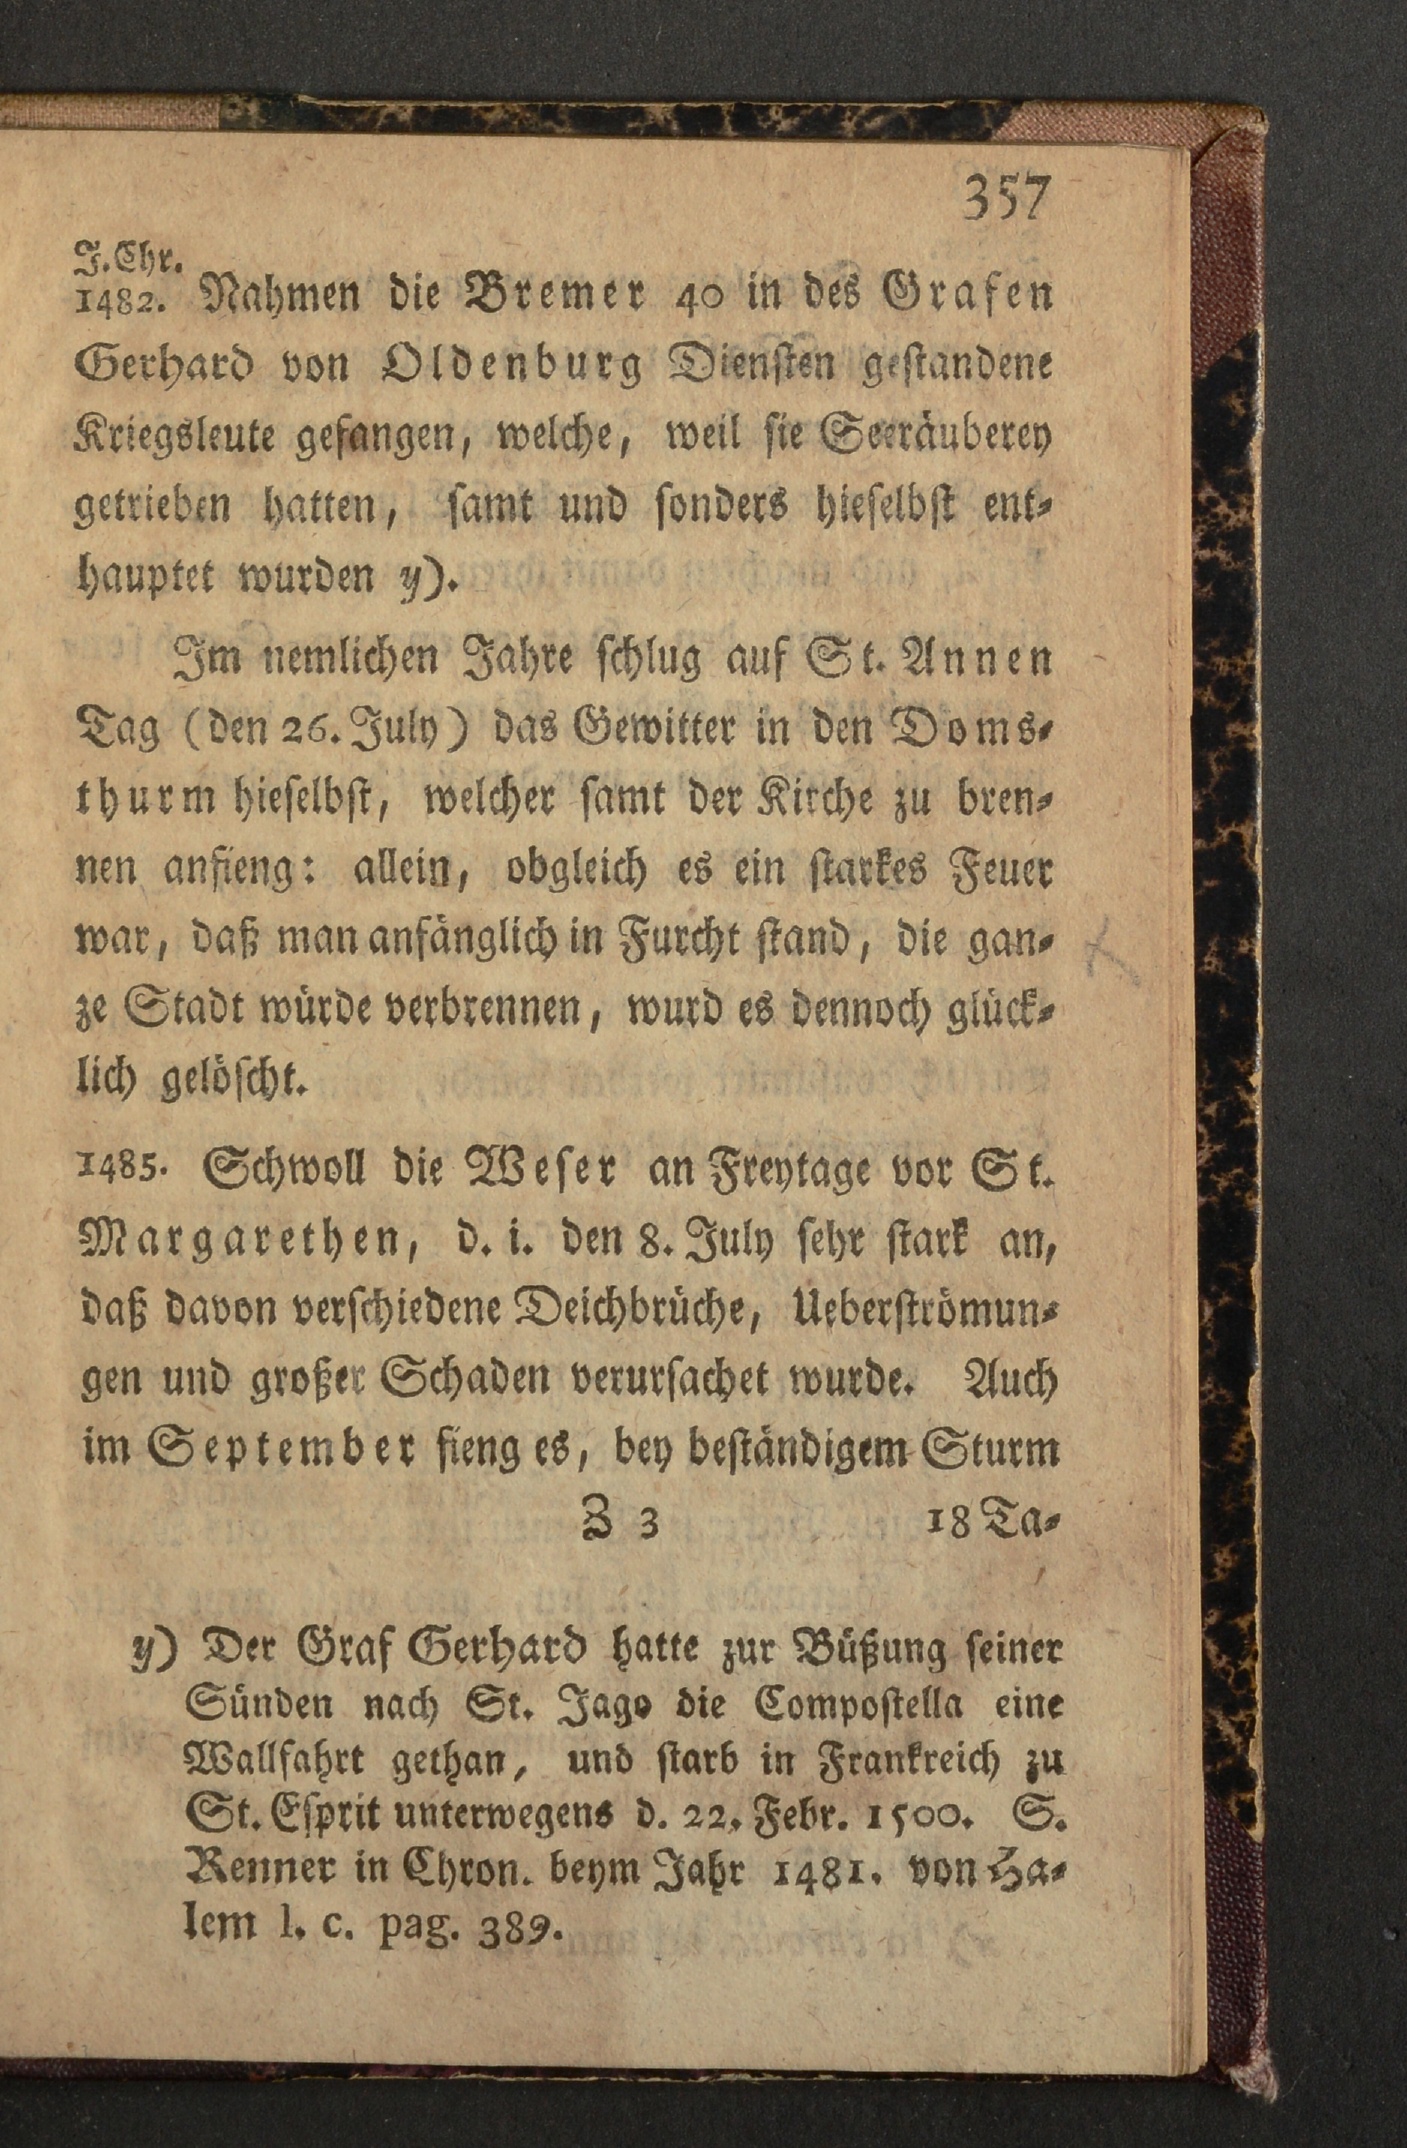 357
J. Chr.
1482. Nahmen die Bremer 40 in des Grafen
Gerhard von Oldenburg Diensten gestandene
Kriegsleute gefangen, welche, weil sie Seeräuberey
getrieben hatten, samt und sonders hieselbst ent-
hauptet wurden y).
Im nemlichen Jahre schlug auf St. Annen
Tag (den 26. July) das Gewitter in den Doms-
thurm hieselbst, welcher samt der Kirche zu bren-
nen anfieng: allein, obgleich es ein starkes Feuer
war, daß man anfänglich in Furcht stand, die gan-
ze Stadt würde verbrennen, wurd es dennoch glück-
lich gelöscht.
1485. Schwoll die Weser an Freytage vor St.
Margarethen, d. i. den 8. July sehr stark an,
daß davon verschiedene Deichbrüche, Ueberströmun-
gen und großer Schaden verursachet wurde. Auch
im September fieng es, bey beständigem Sturm
Z 3 18 Ta-
y) Der Graf Gerhard hatte zur Büßung seiner
Sünden nach St. Jago die Compostella eine
Wallfahrt gethan, und starb in Frankreich zu
St. Esprit unterwegens d. 22. Febr. 1500. S.
Renner in Chron. beym Jahr 1481. von Ha-
lem l. c. pag. 389.